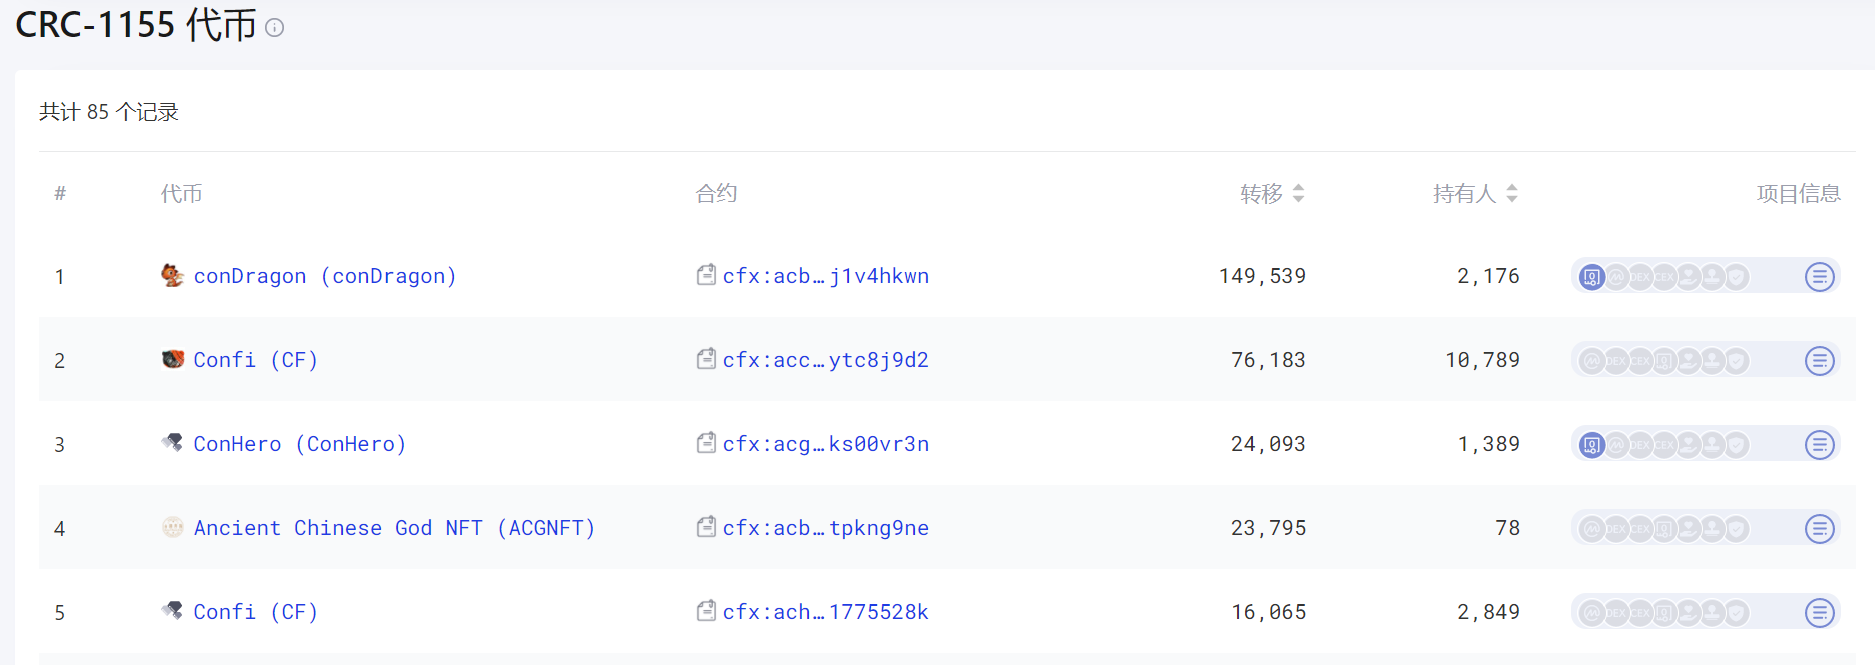 CRC-1155 代币
共计 85 个记录
# 代币 合约 转移 持有人 项目信息
1 conDragon (conDragon) cfx:acb...j1v4hkwn 149,539 2,176 DEX CEX
2 Confi (CF) cfx:acc...ytc8j9d2 76,183 10,789 DEX CEX
3 ConHero (ConHero) cfx:acg...ks00vr3n 24,093 1,389 DEX CEX
4 Ancient Chinese God NFT (ACGNFT) cfx:acb...tpkng9ne 23,795 78 DEX CEX
5 Confi (CF) cfx:ach...1775528k 16,065 2,849 DEX CEX